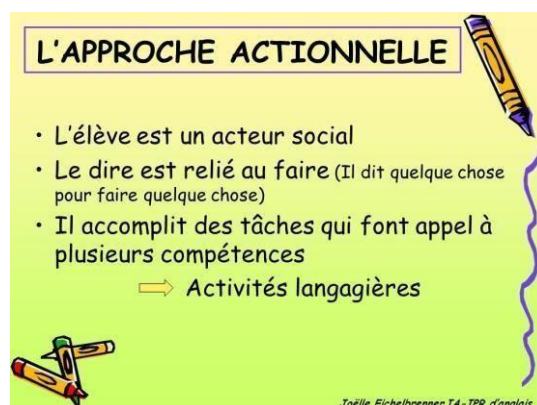 L'APPROCHE ACTIONNELLE
• L'élève est un acteur social
• Le dire est relié au faire (Il dit quelque chose
pour faire quelque chose)
• Il accomplit des tâches qui font appel à
plusieurs compétences
Activités langagières
Joëlle Eichelbrenner IA-IPR d'anglais